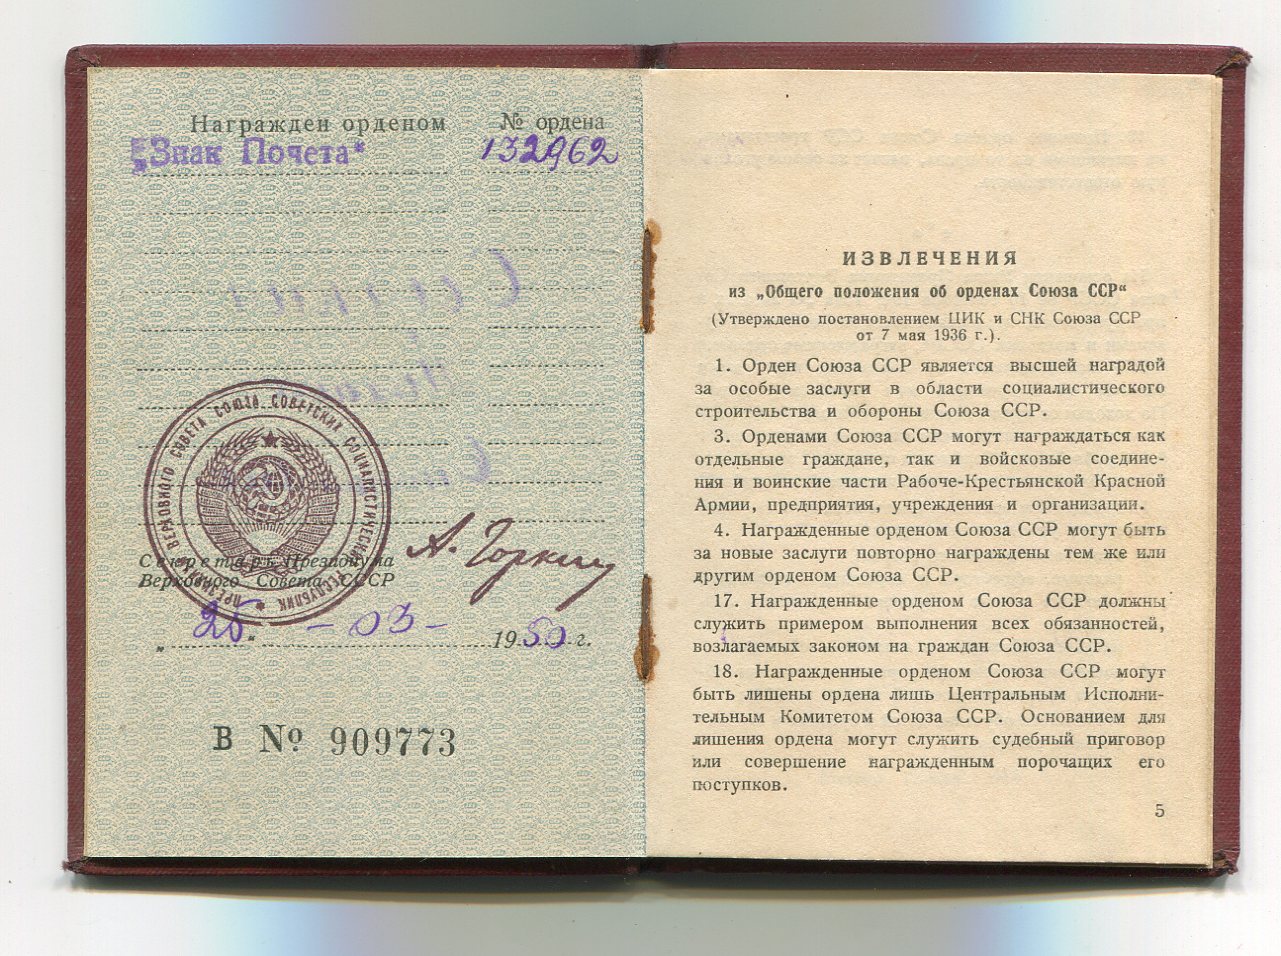 Награжден орденом № ордена
„Знак Почета“ 132962
ПРЕЗИДИУМ ВЕРХОВНОГО СОВЕТА СОЮЗА СОВЕТСКИХ СОЦИАЛИСТИЧЕСКИХ РЕСПУБЛИК
Секретарь Президиума
Верховного Совета СССР
А. Горкин
„25“ - 03 - 1950 г.
В № 909773
ИЗВЛЕЧЕНИЯ
из „Общего положения об орденах Союза ССР“
(Утверждено постановлением ЦИК и СНК Союза ССР
от 7 мая 1936 г.).
1. Орден Союза ССР является высшей наградой
за особые заслуги в области социалистического
строительства и обороны Союза ССР.
3. Орденами Союза ССР могут награждаться как
отдельные граждане, так и войсковые соедине-
ния и воинские части Рабоче-Крестьянской Красной
Армии, предприятия, учреждения и организации.
4. Награжденные орденом Союза ССР могут быть
за новые заслуги повторно награждены тем же или
другим орденом Союза ССР.
17. Награжденные орденом Союза ССР должны
служить примером выполнения всех обязанностей,
возлагаемых законом на граждан Союза ССР.
18. Награжденные орденом Союза ССР могут
быть лишены ордена лишь Центральным Исполни-
тельным Комитетом Союза ССР. Основанием для
лишения ордена могут служить судебный приговор
или совершение награжденным порочащих его
поступков.
5